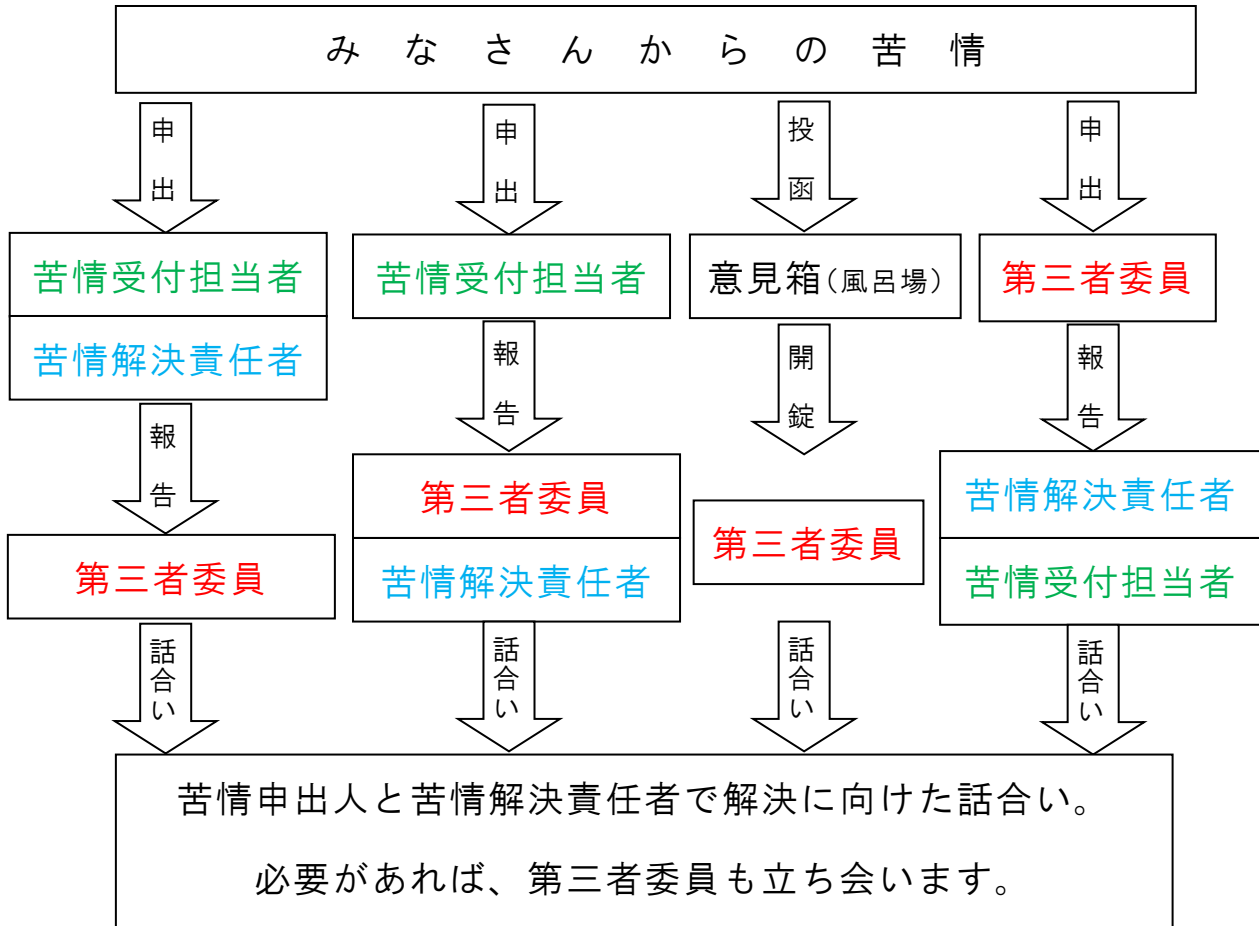 みなさんからの苦情
申出
申出
投函
申出
苦情受付担当者
苦情解決責任者
苦情受付担当者
意見箱(風呂場)
第三者委員
報告
報告
開錠
報告
第三者委員
第三者委員
苦情解決責任者
第三者委員
苦情解決責任者
苦情受付担当者
話合い
話合い
話合い
話合い
苦情申出人と苦情解決責任者で解決に向けた話合い。
必要があれば、第三者委員も立ち会います。